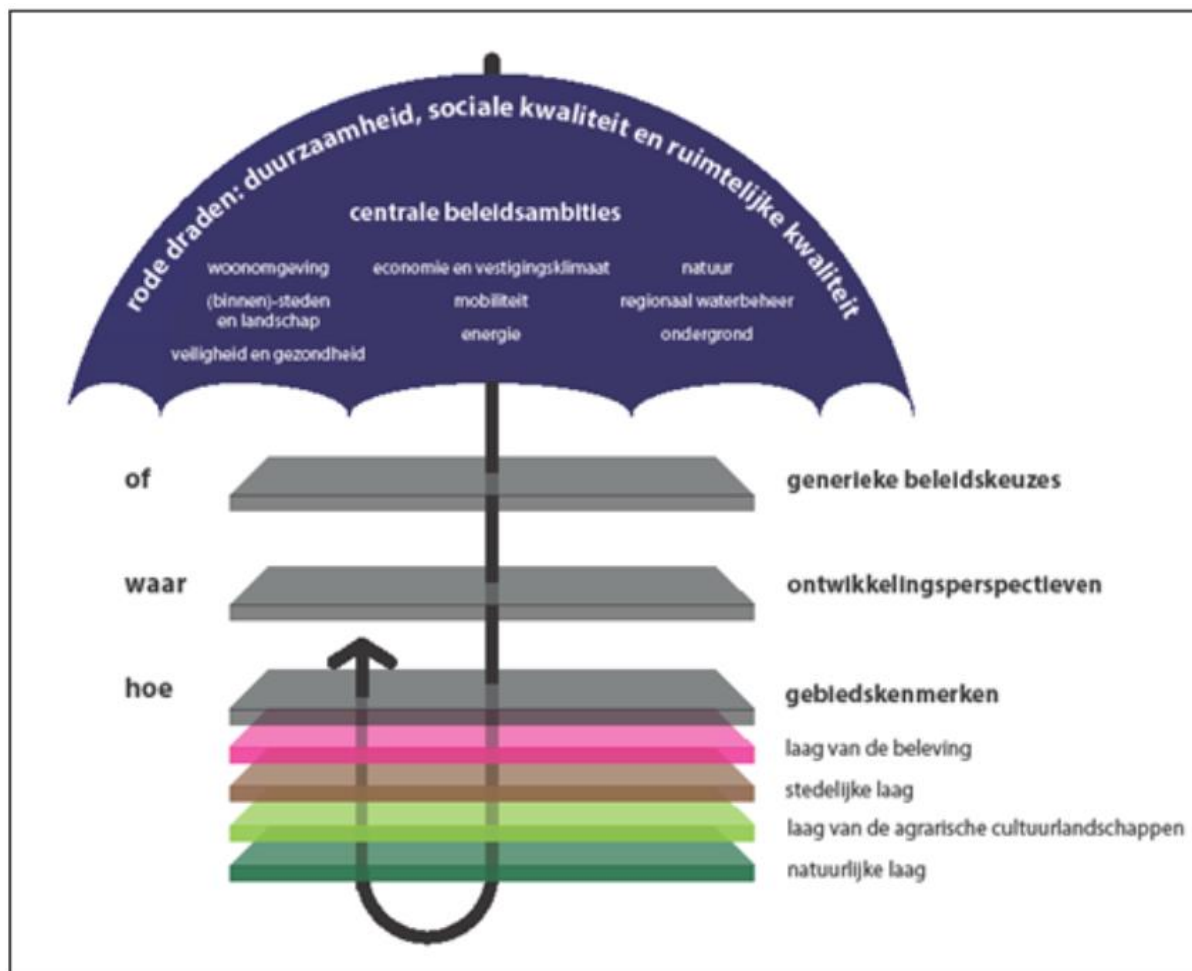 rode draden: duurzaamheid, sociale kwaliteit en ruimtelijke kwaliteit
centrale beleidsambities
woonomgeving
(binnen)-steden
en landschap
veiligheid en gezondheid
economie en vestigingsklimaat
mobiliteit
energie
natuur
regionaal waterbeheer
ondergrond
of
generieke beleidskeuzes
waar
ontwikkelingsperspectieven
hoe
gebiedskenmerken
laag van de beleving
stedelijke laag
laag van de agrarische cultuurlandschappen
natuurlijke laag